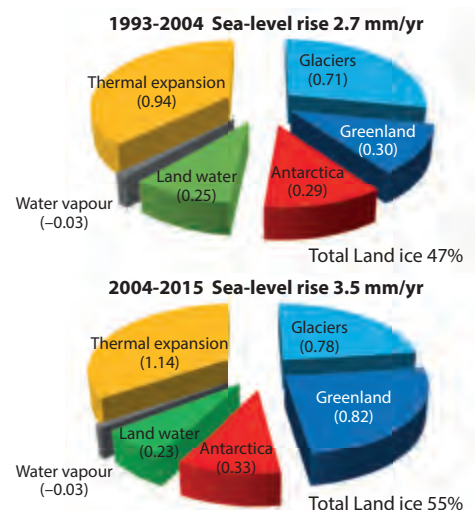 1993-2004 Sea-level rise 2.7 mm/yr
Thermal expansion
(0.94)
Glaciers
(0.71)
Greenland
(0.30)
Antarctica
(0.29)
Land water
(0.25)
Water vapour
(–0.03)
Total Land ice 47%
2004-2015 Sea-level rise 3.5 mm/yr
Thermal expansion
(1.14)
Glaciers
(0.78)
Greenland
(0.82)
Antarctica
(0.33)
Land water
(0.23)
Water vapour
(–0.03)
Total Land ice 55%